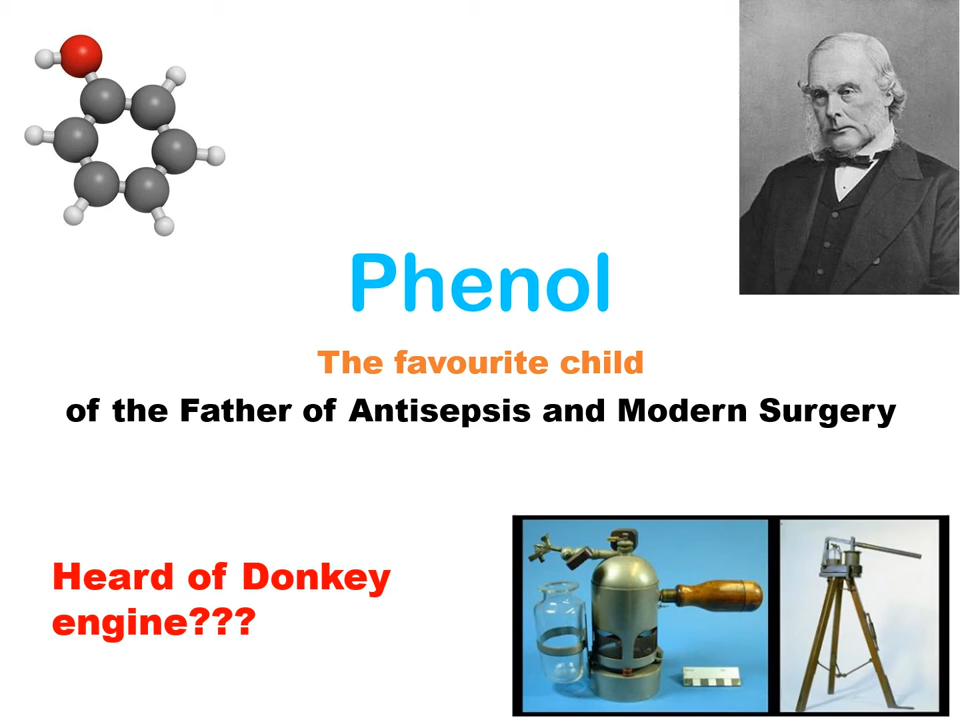 Phenol
The favourite child
of the Father of Antisepsis and Modern Surgery
Heard of Donkey
engine???